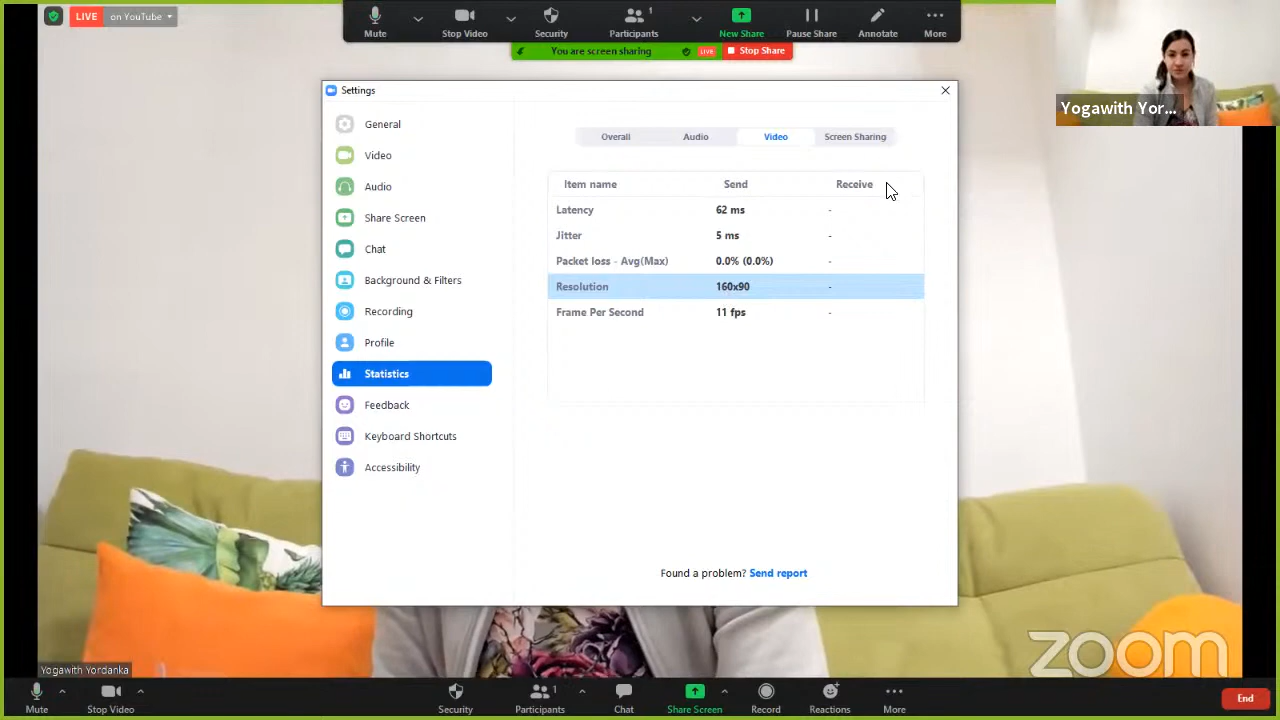 LIVE on YouTube
Mute
Stop Video
Security
Participants
1
New Share
Pause Share
Annotate
More
You are screen sharing
LIVE
Stop Share
Yogawith Yor...
Settings
General
Video
Audio
Share Screen
Chat
Background & Filters
Recording
Profile
Statistics
Feedback
Keyboard Shortcuts
Accessibility
Overall Audio Video Screen Sharing
Item name Send Receive
Latency 62 ms -
Jitter 5 ms -
Packet loss - Avg(Max) 0.0% (0.0%) -
Resolution 160x90 -
Frame Per Second 11 fps -
Found a problem? Send report
zoom
Yogawith Yordanka
Mute
Stop Video
Security
Participants
1
Chat
Share Screen
Record
Reactions
More
End